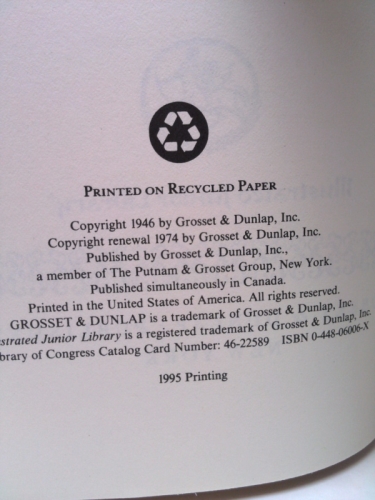 PRINTED ON RECYCLED PAPER
Copyright 1946 by Grosset & Dunlap, Inc.
Copyright renewal 1974 by Grosset & Dunlap, Inc.
Published by Grosset & Dunlap, Inc.,
a member of The Putnam & Grosset Group, New York.
Published simultaneously in Canada.
Printed in the United States of America. All rights reserved.
GROSSET & DUNLAP is a trademark of Grosset & Dunlap, Inc.
strated Junior Library is a registered trademark of Grosset & Dunlap, Inc.
brary of Congress Catalog Card Number: 46-22589 ISBN 0-448-06006-X
1995 Printing